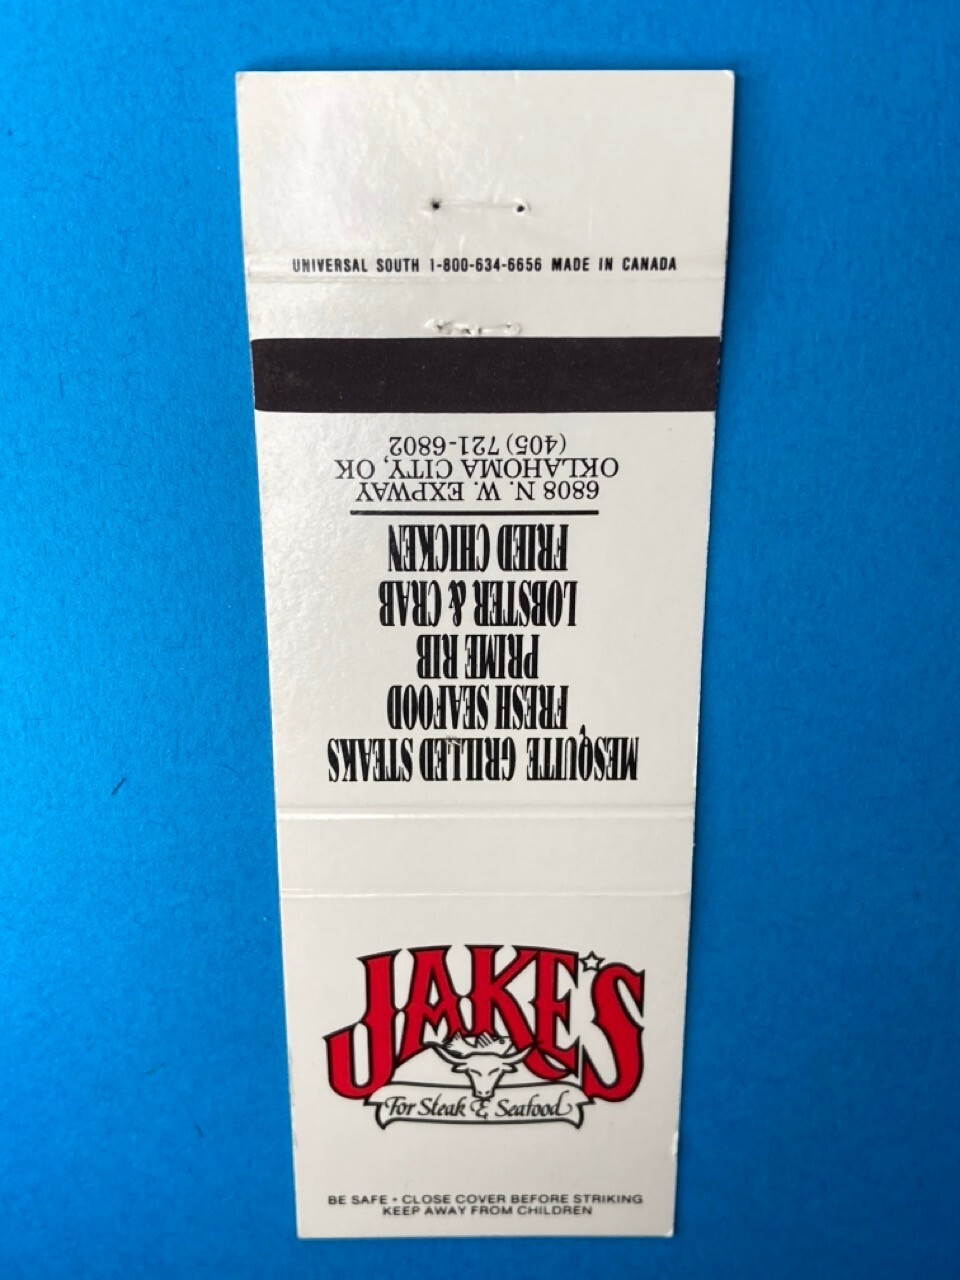 UNIVERSAL SOUTH 1-800-634-6656 MADE IN CANADA
MESQUITE GRILLED STEAKS
FRESH SEAFOOD
PRIME RIB
LOBSTER & CRAB
FRIED CHICKEN
6808 N. W. EXPWAY
OKLAHOMA CITY, OK
(405) 721-6802
JAKE'S
For Steak & Seafood
BE SAFE • CLOSE COVER BEFORE STRIKING
KEEP AWAY FROM CHILDREN